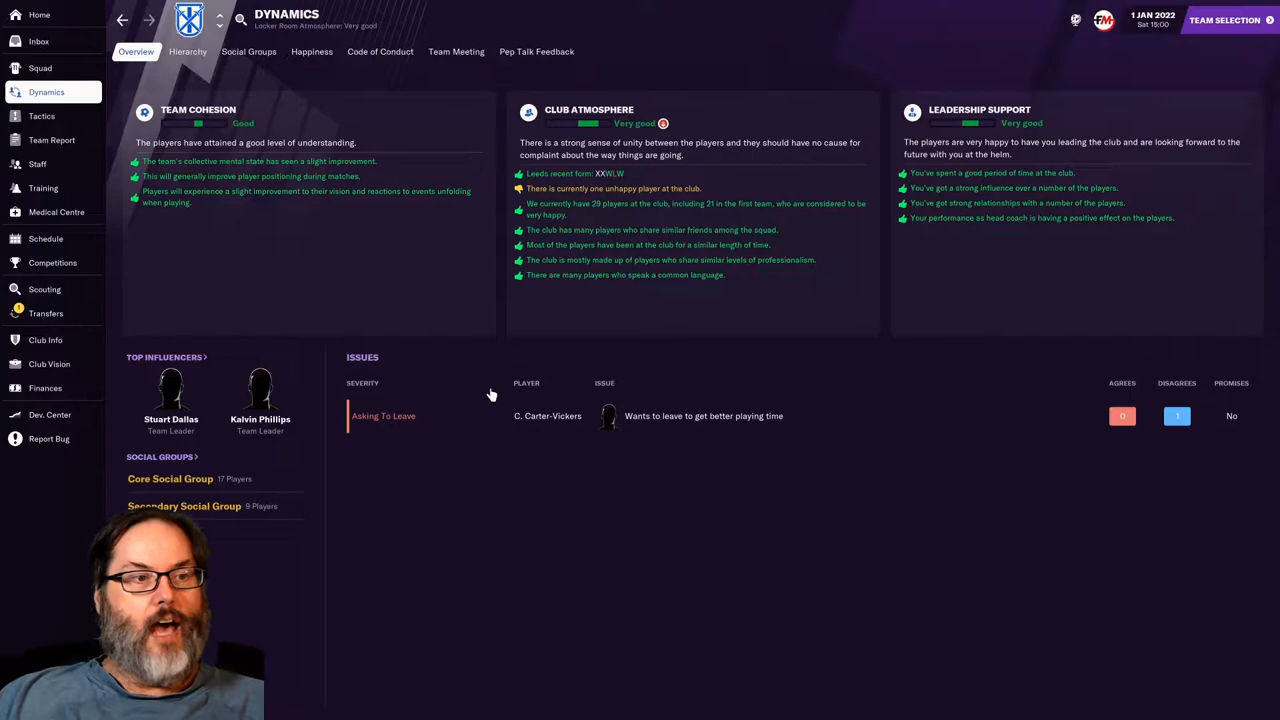 Home
Inbox
Squad
Dynamics
Tactics
Team Report
Staff
Training
Medical Centre
Schedule
Competitions
Scouting
1
Transfers
Club Info
Club Vision
Finances
Dev. Center
Report Bug
DYNAMICS
Locker Room Atmosphere: Very good
FM
1 JAN 2022
Sat 15:00
TEAM SELECTION
Overview
Hierarchy
Social Groups
Happiness
Code of Conduct
Team Meeting
Pep Talk Feedback
TEAM COHESION
Good
The players have attained a good level of understanding.
The team's collective mental state has seen a slight improvement.
This will generally improve player positioning during matches.
Players will experience a slight improvement to their vision and reactions to events unfolding
when playing.
CLUB ATMOSPHERE
Very good
There is a strong sense of unity between the players and they should have no cause for
complaint about the way things are going.
Leeds recent form: XXWLW
There is currently one unhappy player at the club.
We currently have 29 players at the club, including 21 in the first team, who are considered to be
very happy.
The club has many players who share similar friends among the squad.
Most of the players have been at the club for a similar length of time.
The club is mostly made up of players who share similar levels of professionalism.
There are many players who speak a common language.
LEADERSHIP SUPPORT
Very good
The players are very happy to have you leading the club and are looking forward to the
future with you at the helm.
You've spent a good period of time at the club.
You've got a strong influence over a number of the players.
You've got strong relationships with a number of the players.
Your performance as head coach is having a positive effect on the players.
TOP INFLUENCERS>
Stuart Dallas
Team Leader
Kalvin Phillips
Team Leader
SOCIAL GROUPS>
Core Social Group 17 Players
Secondary Social Group 9 Players
ISSUES
SEVERITY PLAYER ISSUE AGREES DISAGREES PROMISES
Asking To Leave C. Carter-Vickers Wants to leave to get better playing time 0 1 No